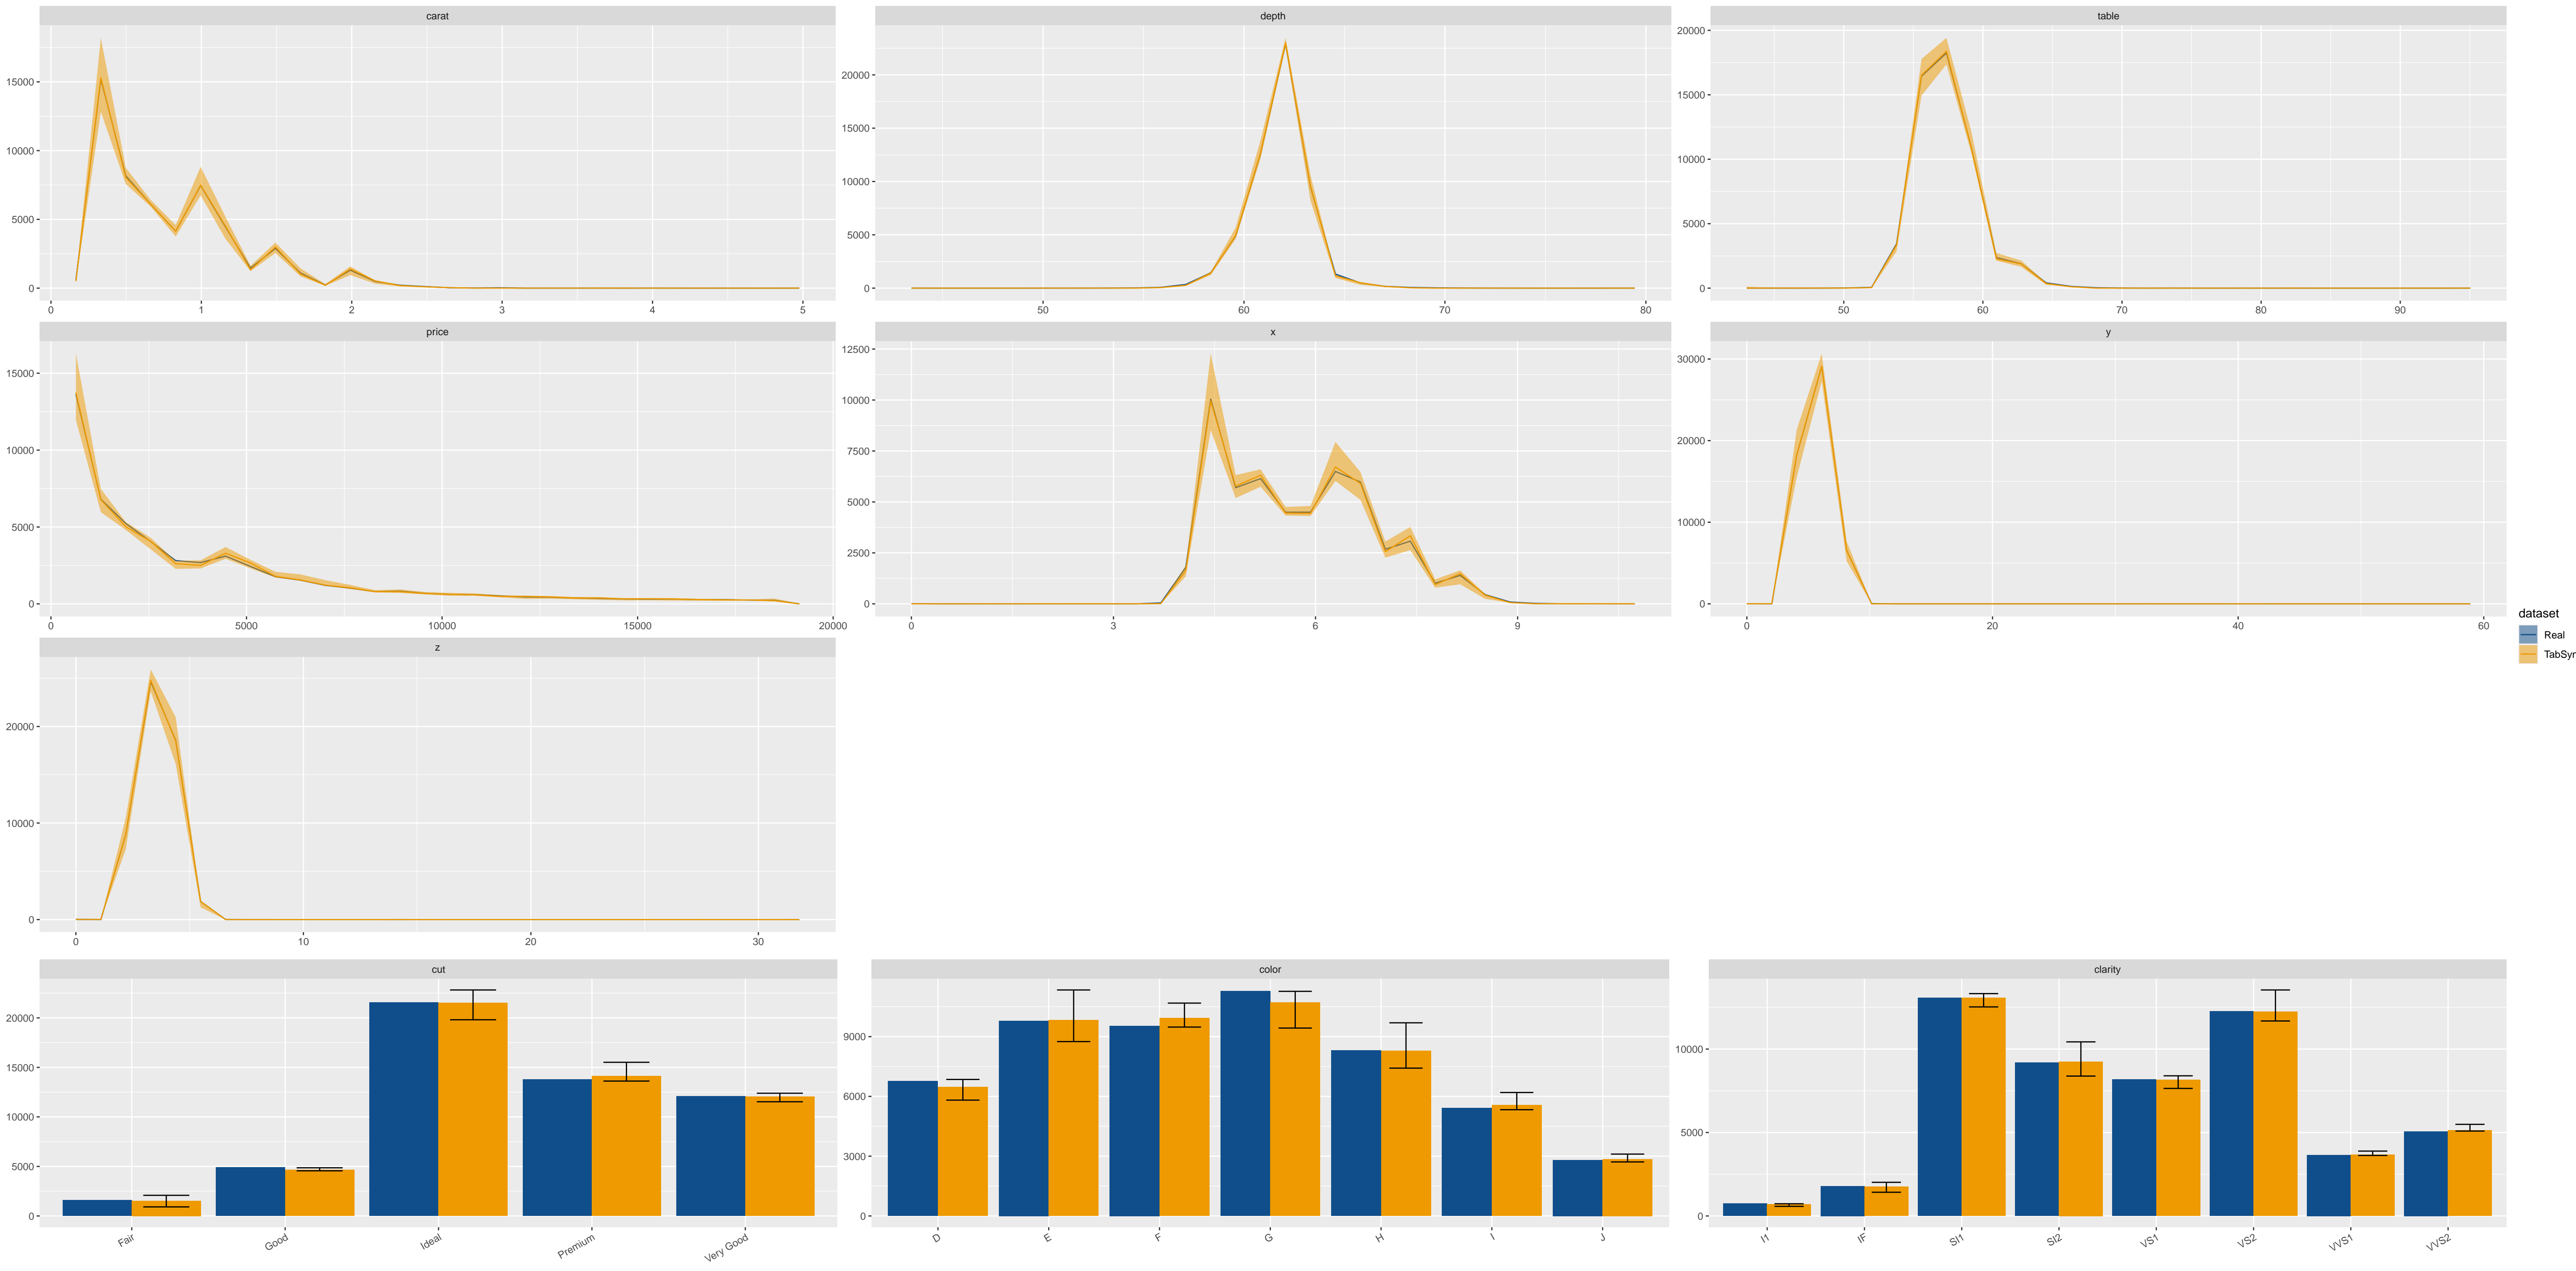 carat
depth
table
15000
10000
5000
0
0 1 2 3 4 5
20000
15000
10000
5000
0
50 60 70 80
20000
15000
10000
5000
0
50 60 70 80 90
price
x
y
15000
10000
5000
0
0 5000 10000 15000 20000
12500
10000
7500
5000
2500
0
0 3 6 9
30000
20000
10000
0
0 20 40 60
dataset
Real
TabSyn
z
20000
10000
0
0 10 20 30
cut
color
clarity
20000
15000
10000
5000
0
Fair Good Ideal Premium Very Good
9000
6000
3000
0
D E F G H I J
10000
5000
0
I1 IF SI1 SI2 VS1 VS2 VVS1 VVS2